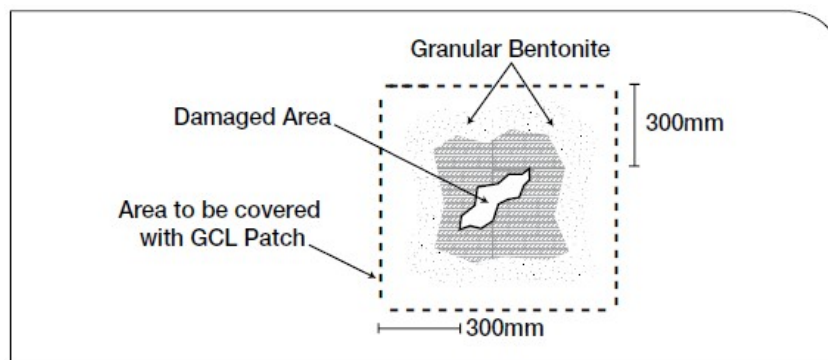 Granular Bentonite
Damaged Area
300mm
Area to be covered
with GCL Patch
300mm